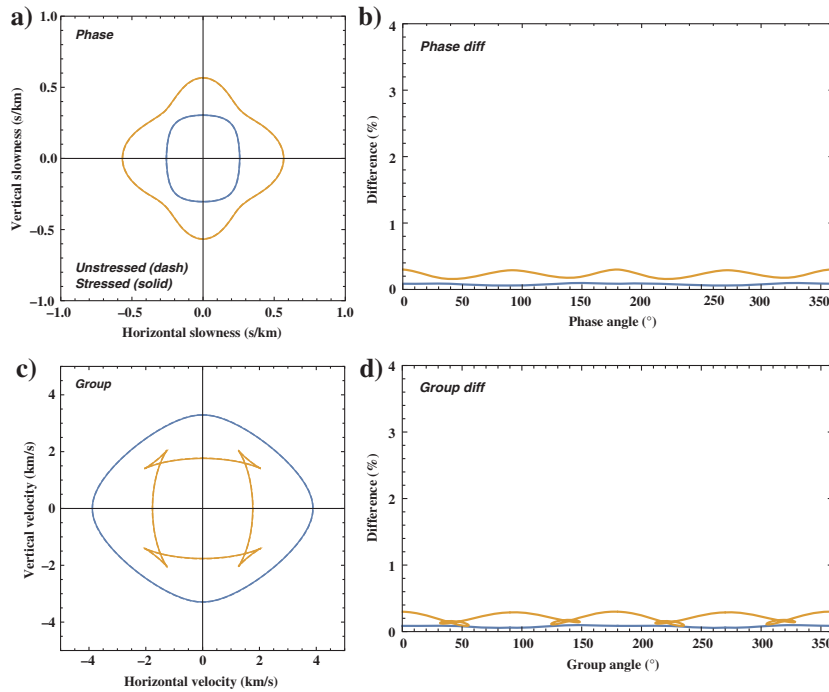 a)
Phase
Vertical slowness (s/km)
1.0
0.5
0.0
−0.5
−1.0
Unstressed (dash)
Stressed (solid)
−1.0 −0.5 0.0 0.5 1.0
Horizontal slowness (s/km)
b)
Phase diff
Difference (%)
4
3
2
1
0
0 50 100 150 200 250 300 350
Phase angle (°)
c)
Group
Vertical velocity (km/s)
4
2
0
−2
−4
−4 −2 0 2 4
Horizontal velocity (km/s)
d)
Group diff
Difference (%)
4
3
2
1
0
0 50 100 150 200 250 300 350
Group angle (°)